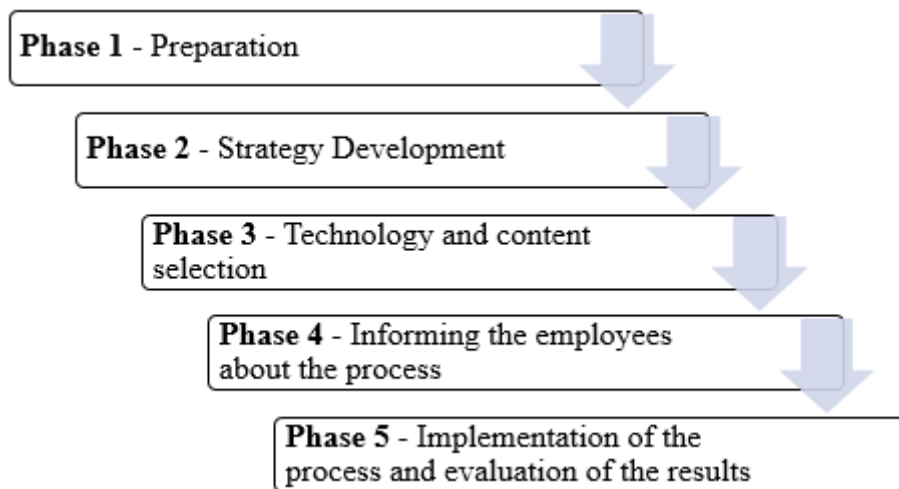 Phase 1 - Preparation
Phase 2 - Strategy Development
Phase 3 - Technology and content
selection
Phase 4 - Informing the employees
about the process
Phase 5 - Implementation of the
process and evaluation of the results